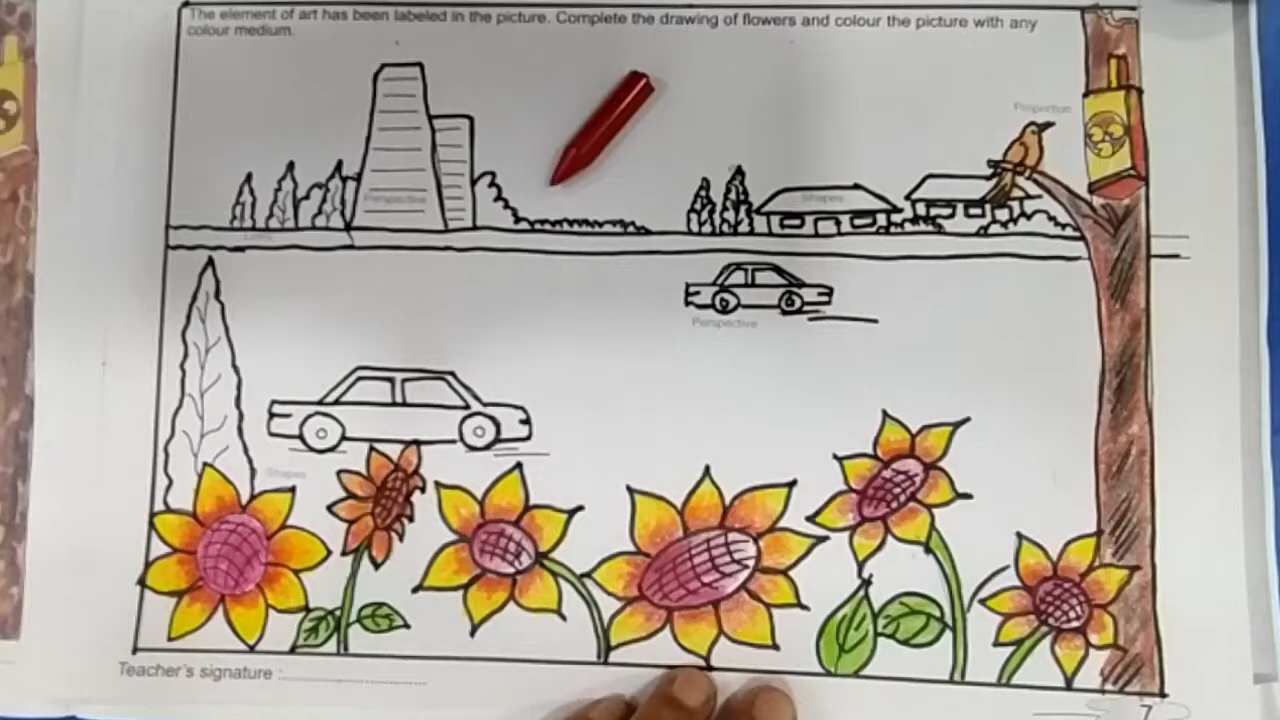 The element of art has been labeled in the picture. Complete the drawing of flowers and colour the picture with any
colour medium.
Proportion
Perspective
Shapes
Line
Perspective
Shapes
Teacher's signature :
7